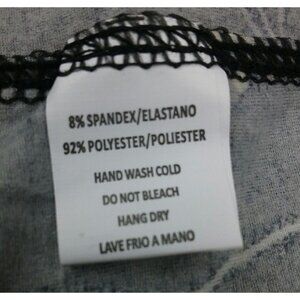 8% SPANDEX/ELASTANO
92% POLYESTER/POLIESTER
HAND WASH COLD
DO NOT BLEACH
HANG DRY
LAVE FRIO A MANO